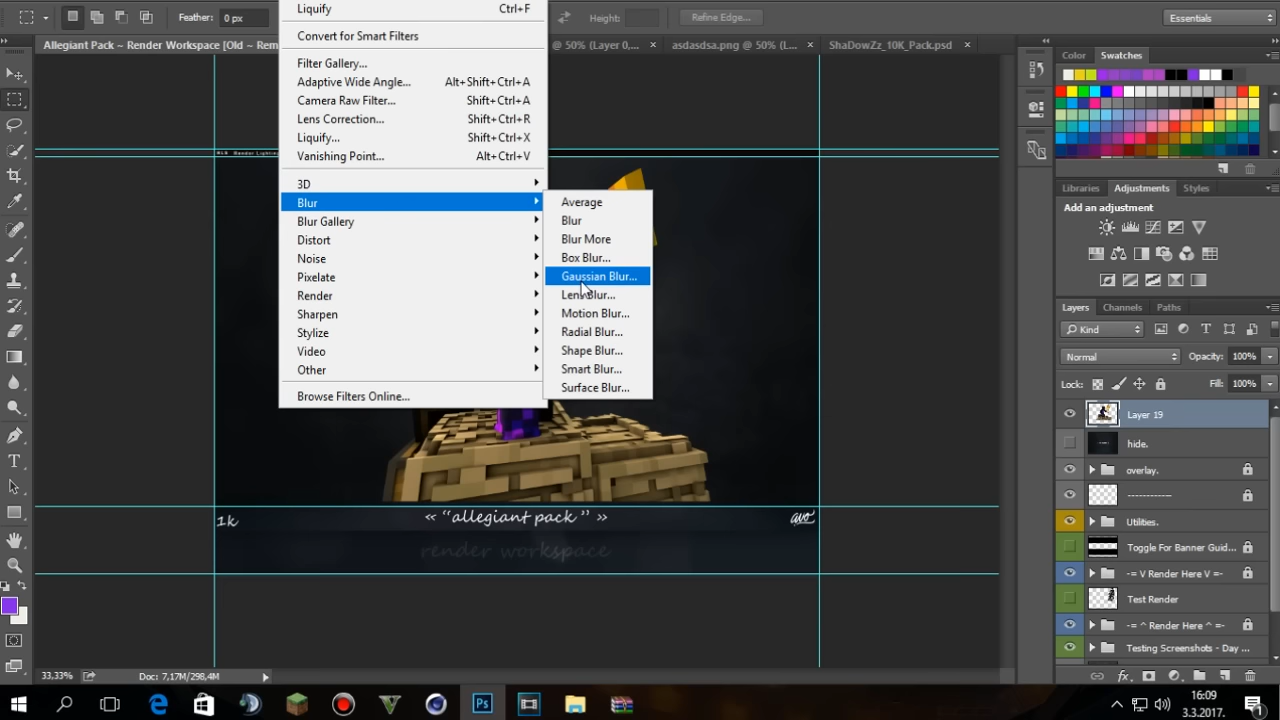 Liquify Ctrl+F
Feather: 0 px
Height:
Refine Edge...
Essentials
Convert for Smart Filters
Allegiant Pack ~ Render Workspace [Old ~ Rem
@ 50% (Layer 0,... ×
asdasdsa.png @ 50% (L... ×
ShaDowZz_10K_Pack.psd ×
Filter Gallery...
Adaptive Wide Angle... Alt+Shift+Ctrl+A
Camera Raw Filter... Shift+Ctrl+A
Lens Correction... Shift+Ctrl+R
Liquify... Shift+Ctrl+X
Vanishing Point... Alt+Ctrl+V
3D
Blur
Blur Gallery
Distort
Noise
Pixelate
Render
Sharpen
Stylize
Video
Other
Browse Filters Online...
Average
Blur
Blur More
Box Blur...
Gaussian Blur...
Lens Blur...
Motion Blur...
Radial Blur...
Shape Blur...
Smart Blur...
Surface Blur...
1k
« “allegiant pack” »
avo
render workspace
Color Swatches
Libraries Adjustments Styles
Add an adjustment
Layers Channels Paths
Kind
Normal Opacity: 100%
Lock: Fill: 100%
Layer 19
hide.
overlay.
------------
Utilities.
Toggle For Banner Guid...
-= V Render Here V =-
Test Render
-= ^ Render Here ^ =-
Testing Screenshots - Day ...
33,33% Doc: 7,17M/298,4M
16:09
3.3.2017.
1